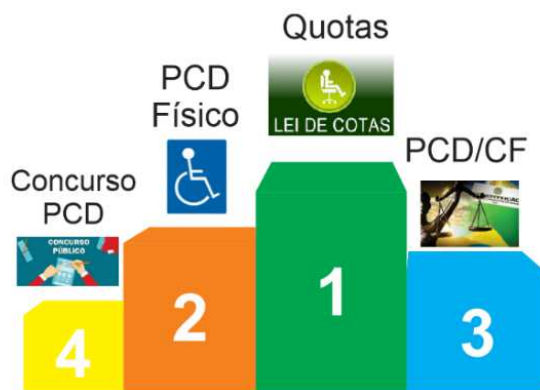 Quotas
LEI DE COTAS
PCD
Físico
PCD/CF
Concurso
PCD
CONCURSO
PÚBLICO
1
2
3
4